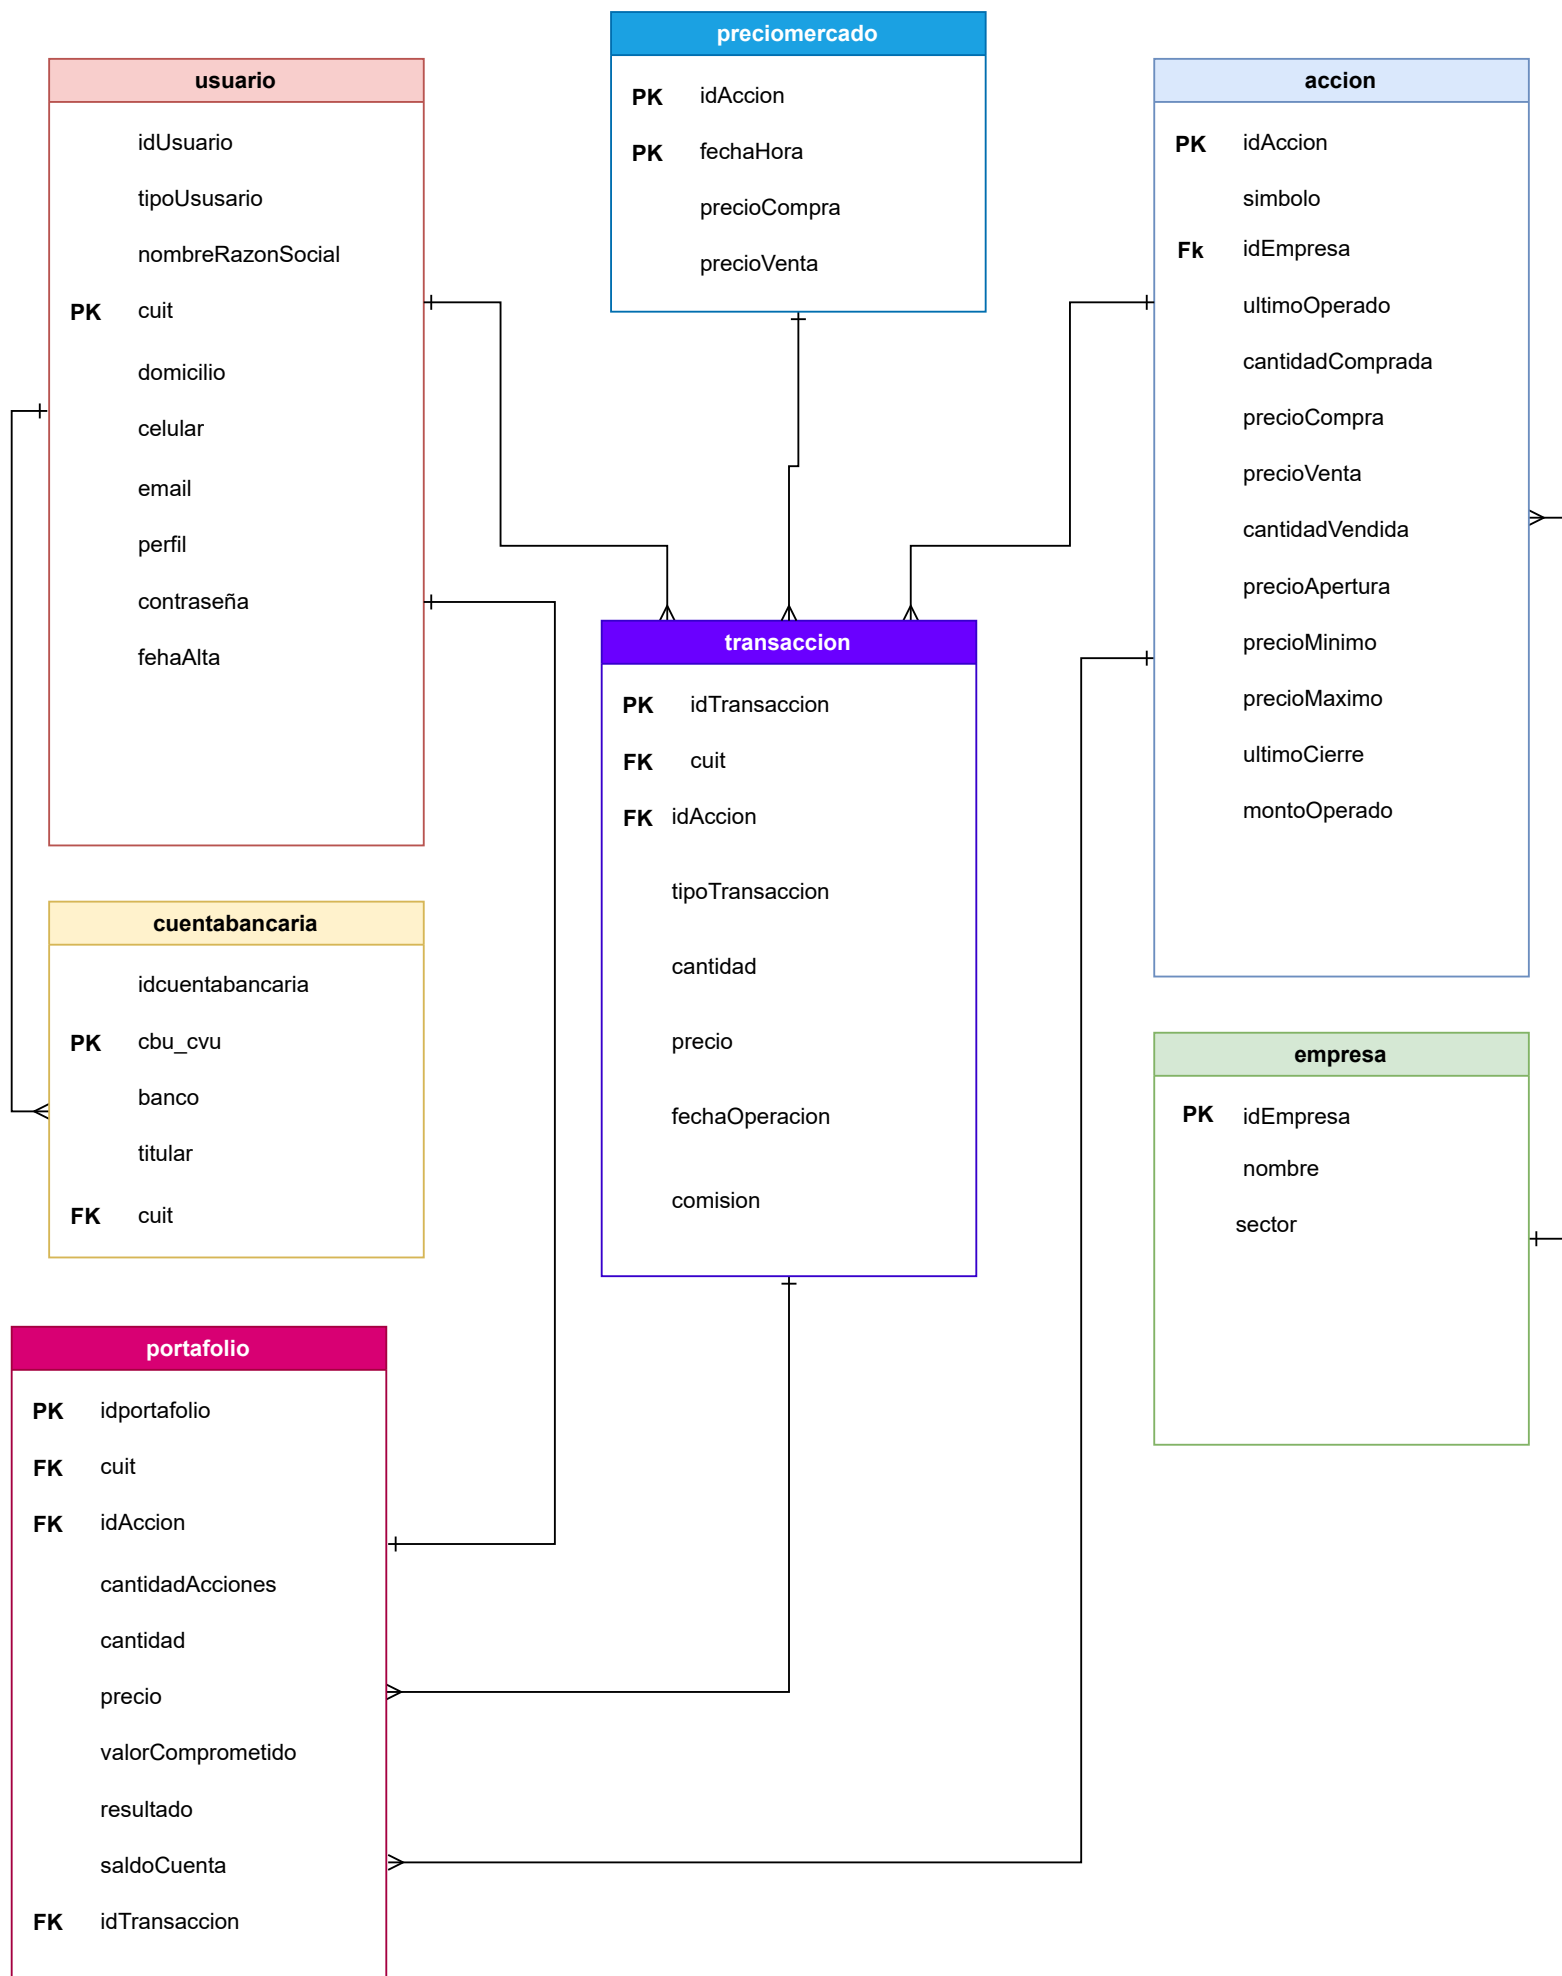 preciomercado
PK idAccion
PK fechaHora
precioCompra
precioVenta
usuario
idUsuario
tipoUsusario
nombreRazonSocial
PK cuit
domicilio
celular
email
perfil
contraseña
fehaAlta
accion
PK idAccion
simbolo
Fk idEmpresa
ultimoOperado
cantidadComprada
precioCompra
precioVenta
cantidadVendida
precioApertura
precioMinimo
precioMaximo
ultimoCierre
montoOperado
transaccion
PK idTransaccion
FK cuit
FK idAccion
tipoTransaccion
cantidad
precio
fechaOperacion
comision
cuentabancaria
idcuentabancaria
PK cbu_cvu
banco
titular
FK cuit
empresa
PK idEmpresa
nombre
sector
portafolio
PK idportafolio
FK cuit
FK idAccion
cantidadAcciones
cantidad
precio
valorComprometido
resultado
saldoCuenta
FK idTransaccion